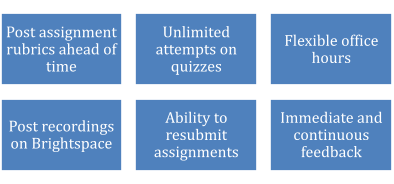 Post assignment
rubrics ahead of
time
Unlimited
attempts on
quizzes
Flexible office
hours
Post recordings
on Brightspace
Ability to
resubmit
assignments
Immediate and
continuous
feedback